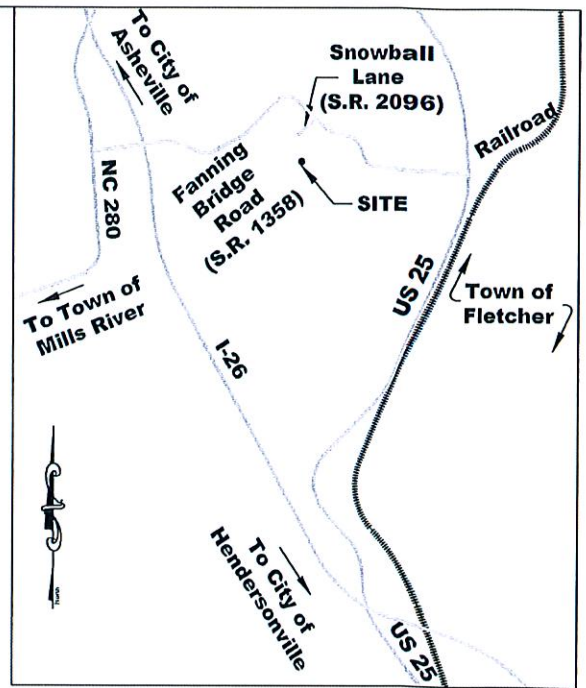 To City of
Asheville
Snowball
Lane
(S.R. 2096)
Railroad
Fanning
Bridge
Road
(S.R. 1358)
SITE
NC 280
US 25
Town of
Fletcher
To Town of
Mills River
I-26
To City of
Hendersonville
US 25